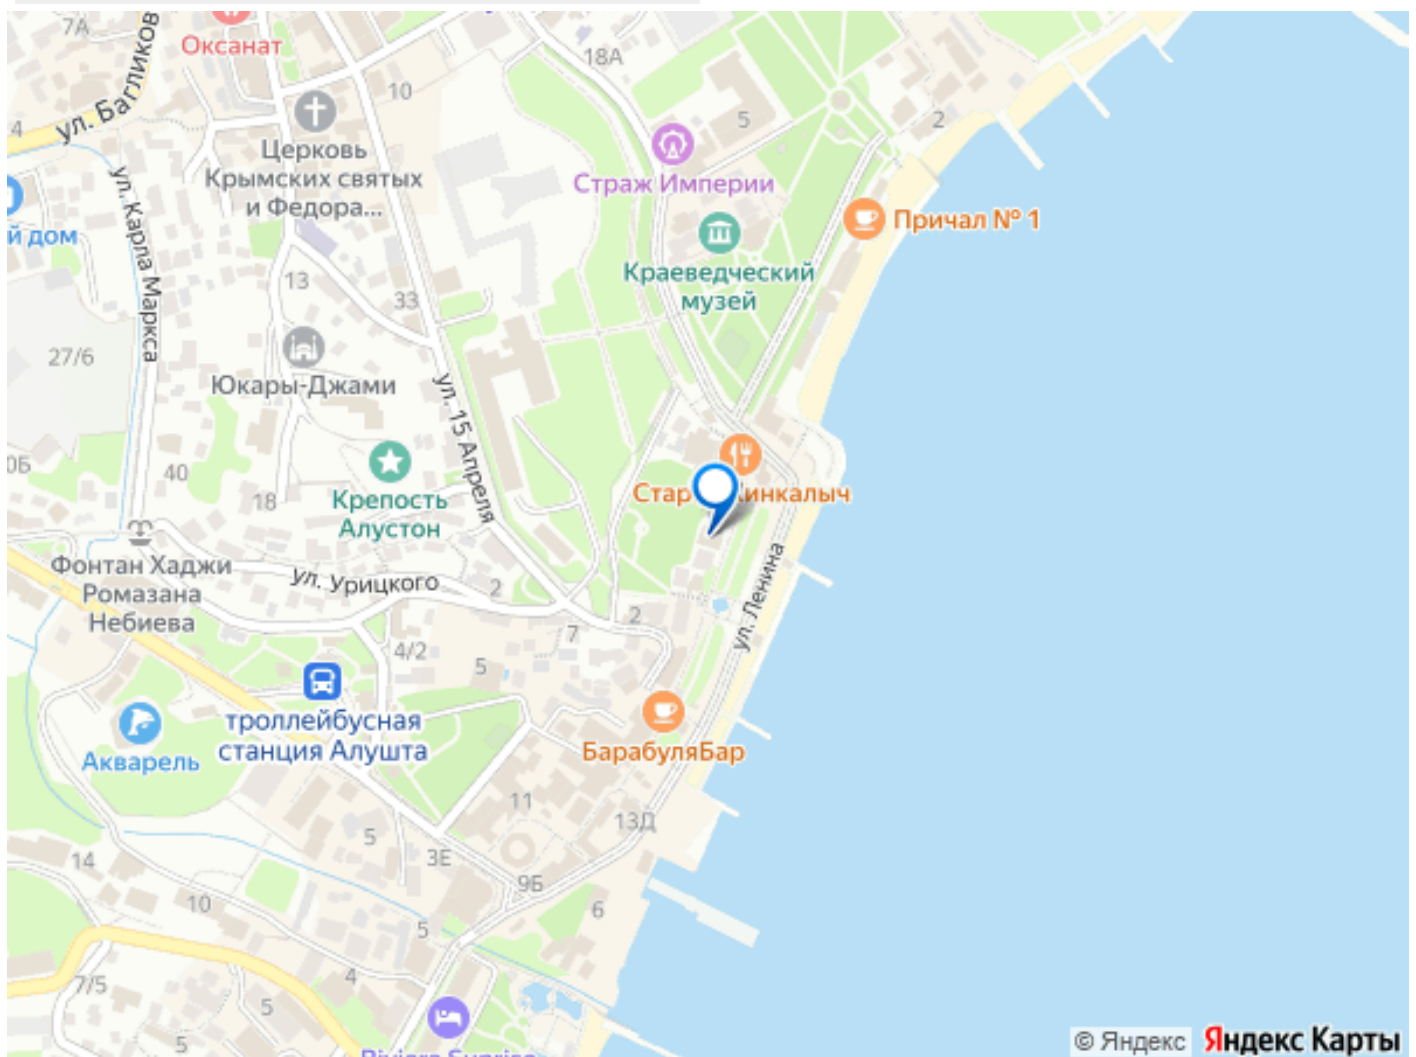 7А
Оксанат
ул. Багликов
18А
10
4
5
2
Церковь
Крымских святых
и Федора...
Страж Империи
ул. Карла Маркса
й дом
Причал № 1
Краеведческий
музей
13
33
27/6
Юкары-Джами
ул. 15 Апреля
0Б
40
18
Крепость
Алустон
Фонтан Хаджи
Ромазана
Небиева
ул. Урицкого
2
2
7
4/2
5
ул. Ленина
троллейбусная
станция Алушта
Акварель
БарабуляБар
11
13Д
5
3Е
14
9Б
10
6
5
4
7/5
5
5
Riviera Sunrise
© Яндекс Яндекс Карты